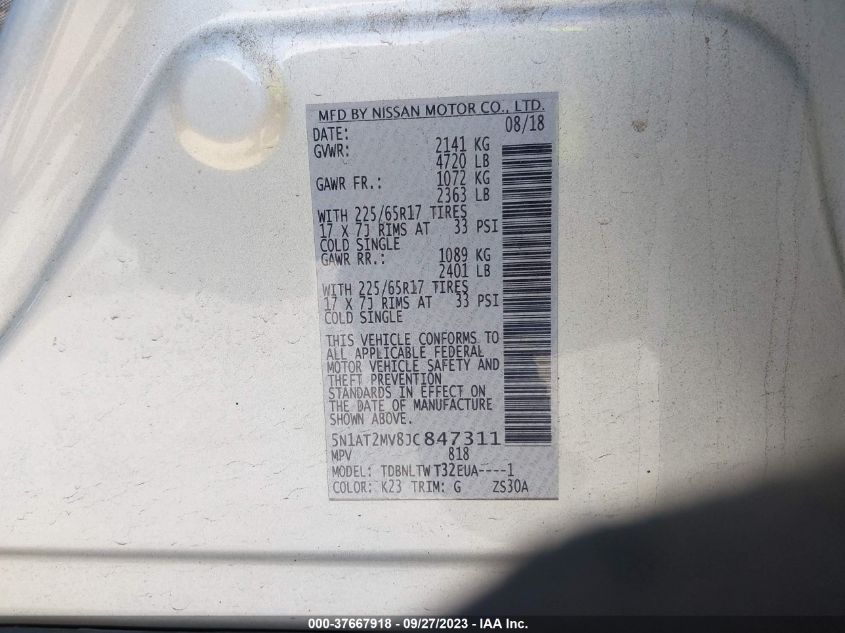 MFD BY NISSAN MOTOR CO., LTD.
DATE: 08/18
GVWR: 2141 KG
4720 LB
GAWR FR.: 1072 KG
2363 LB
WITH 225/65R17 TIRES
17 X 7J RIMS AT 33 PSI
COLD SINGLE
GAWR RR.: 1089 KG
2401 LB
WITH 225/65R17 TIRES
17 X 7J RIMS AT 33 PSI
COLD SINGLE
THIS VEHICLE CONFORMS TO
ALL APPLICABLE FEDERAL
MOTOR VEHICLE SAFETY AND
THEFT PREVENTION
STANDARDS IN EFFECT ON
THE DATE OF MANUFACTURE
SHOWN ABOVE.
5N1AT2MV8JC847311
MPV 818
MODEL: TDBNLTW T32EUA----1
COLOR: K23 TRIM: G ZS30A
000-37667918 - 09/27/2023 - IAA Inc.